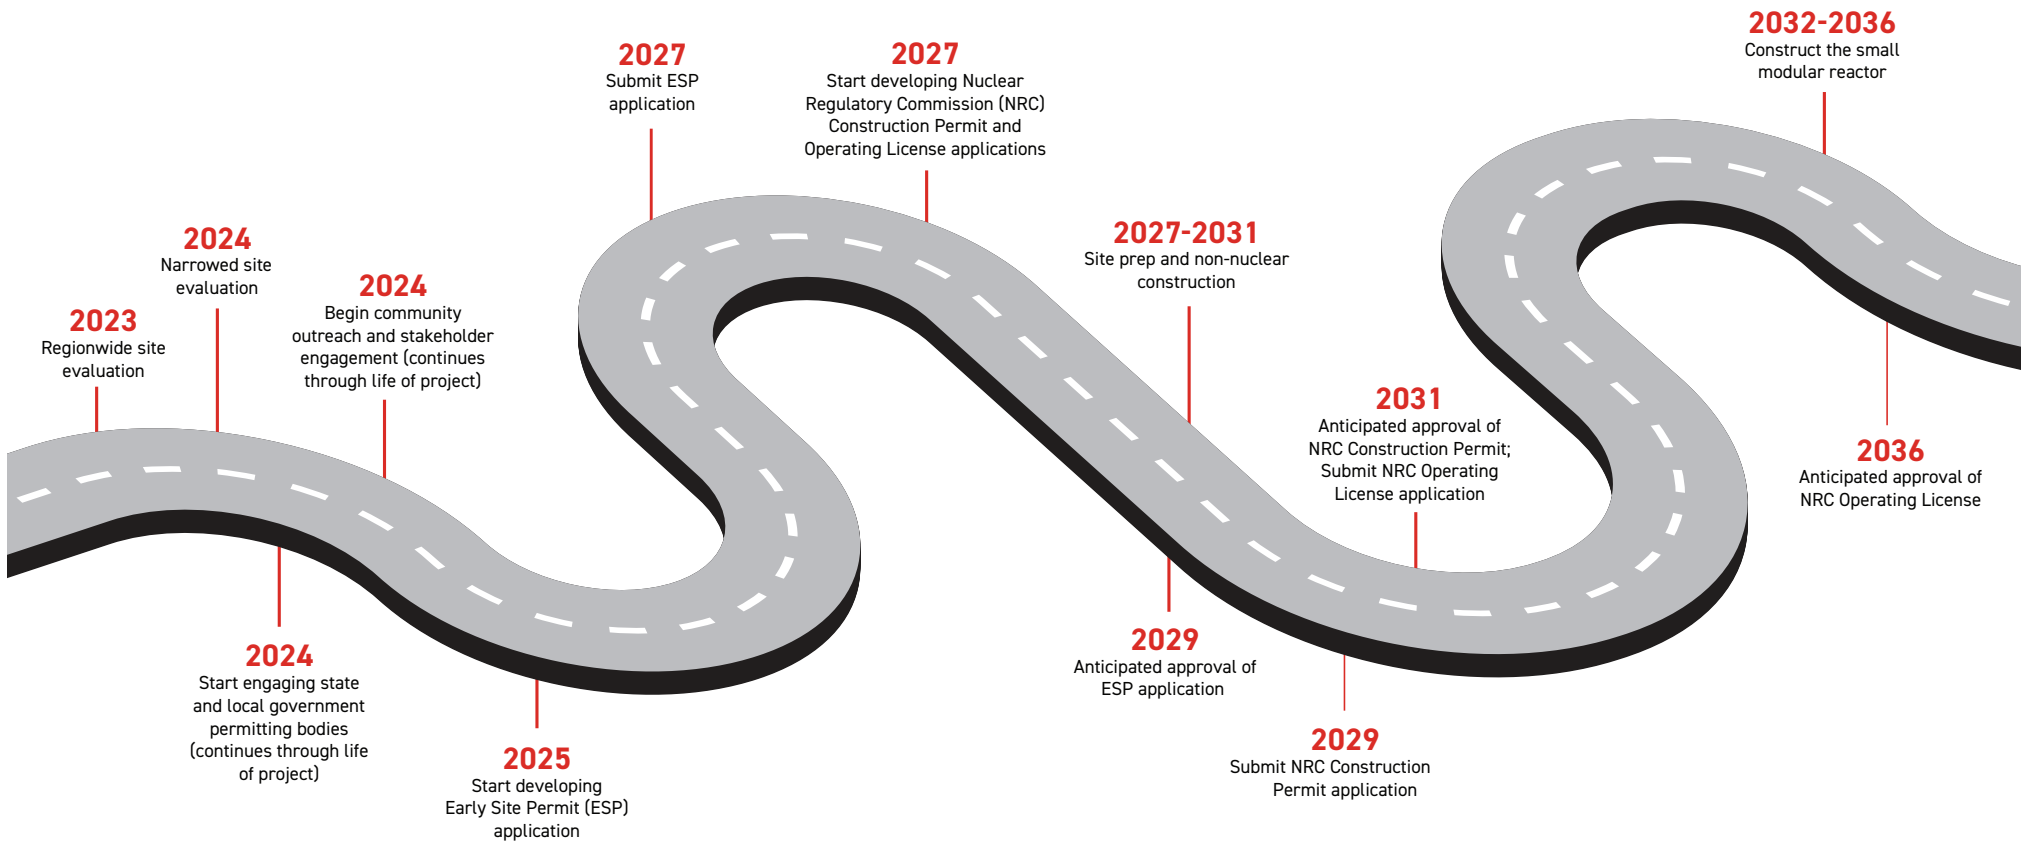 2023
Regionwide site
evaluation
2024
Narrowed site
evaluation
2024
Start engaging state
and local government
permitting bodies
(continues through life
of project)
2024
Begin community
outreach and stakeholder
engagement (continues
through life of project)
2025
Start developing
Early Site Permit (ESP)
application
2027
Submit ESP
application
2027
Start developing Nuclear
Regulatory Commission (NRC)
Construction Permit and
Operating License applications
2027-2031
Site prep and non-nuclear
construction
2029
Anticipated approval of
ESP application
2029
Submit NRC Construction
Permit application
2031
Anticipated approval of
NRC Construction Permit;
Submit NRC Operating
License application
2032-2036
Construct the small
modular reactor
2036
Anticipated approval of
NRC Operating License